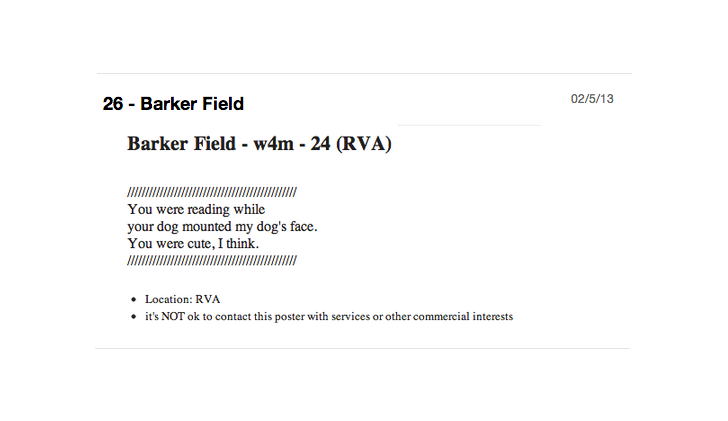 26 - Barker Field
02/5/13
Barker Field - w4m - 24 (RVA)
///////////////////////////////////////////////
You were reading while
your dog mounted my dog's face.
You were cute, I think.
///////////////////////////////////////////////
• Location: RVA
• it's NOT ok to contact this poster with services or other commercial interests